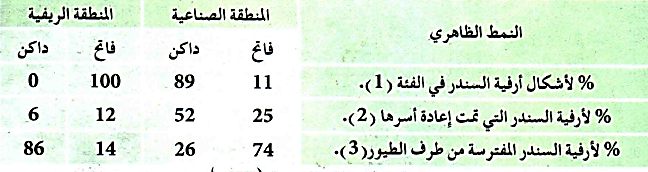 النمط الظاهري المنطقة الصناعية المنطقة الريفية
فاتح داكن فاتح داكن
% لأشكال أرفية السندر في الفئة (1). 11 89 100 0
% لأرفية السندر التي تمت إعادة أسرها (2). 25 52 12 6
% لأرفية السندر المفترسة من طرف الطيور(3). 74 26 14 86